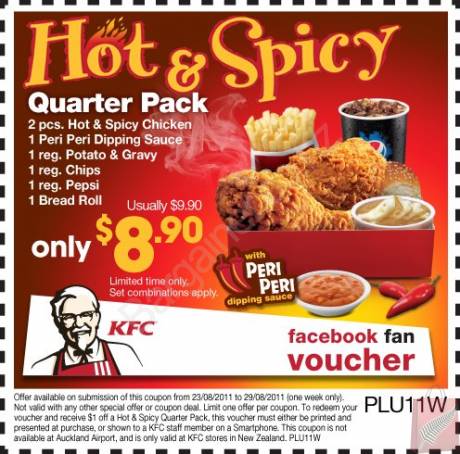 Hot & Spicy
Quarter Pack
2 pcs. Hot & Spicy Chicken
1 Peri Peri Dipping Sauce
1 reg. Potato & Gravy
1 reg. Chips
1 reg. Pepsi
1 Bread Roll
Usually $9.90
only $8.90
Limited time only.
Set combinations apply.
with
PERI
PERI
dipping sauce
KFC
facebook fan
voucher
Offer available on submission of this coupon from 23/08/2011 to 29/08/2011 (one week only).
Not valid with any other special offer or coupon deal. Limit one offer per coupon. To redeem your
voucher and receive $1 off a Hot & Spicy Quarter Pack, this voucher must either be printed and
presented at purchase, or shown to a KFC staff member on a Smartphone. This coupon is not
available at Auckland Airport, and is only valid at KFC stores in New Zealand. PLU11W
PLU11W